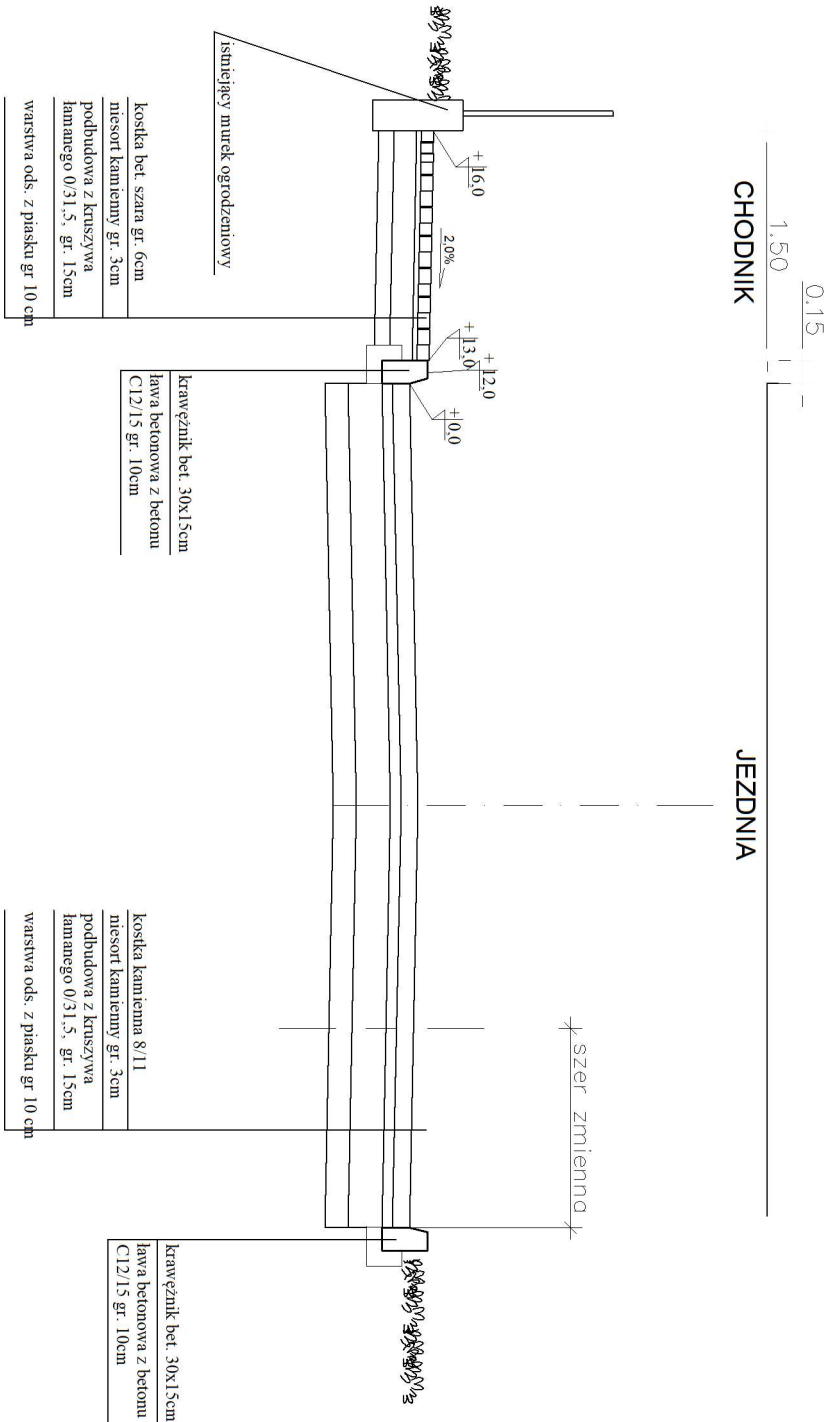 0.15
1.50
CHODNIK
JEZDNIA
szer zmienna
+ 16,0
2,0%
+ 13,0
+ 12,0
+0,0
istniejący murek ogrodzeniowy
kostka bet. szara gr. 6cm
niesort kamienny gr. 3cm
podbudowa z kruszywa
łamanego 0/31,5, gr. 15cm
warstwa ods. z piasku gr 10 cm
krawężnik bet. 30x15cm
ława betonowa z betonu
C12/15 gr. 10cm
kostka kamienna 8/11
niesort kamienny gr. 3cm
podbudowa z kruszywa
łamanego 0/31,5, gr. 15cm
warstwa ods. z piasku gr 10 cm
krawężnik bet. 30x15cm
ława betonowa z betonu
C12/15 gr. 10cm